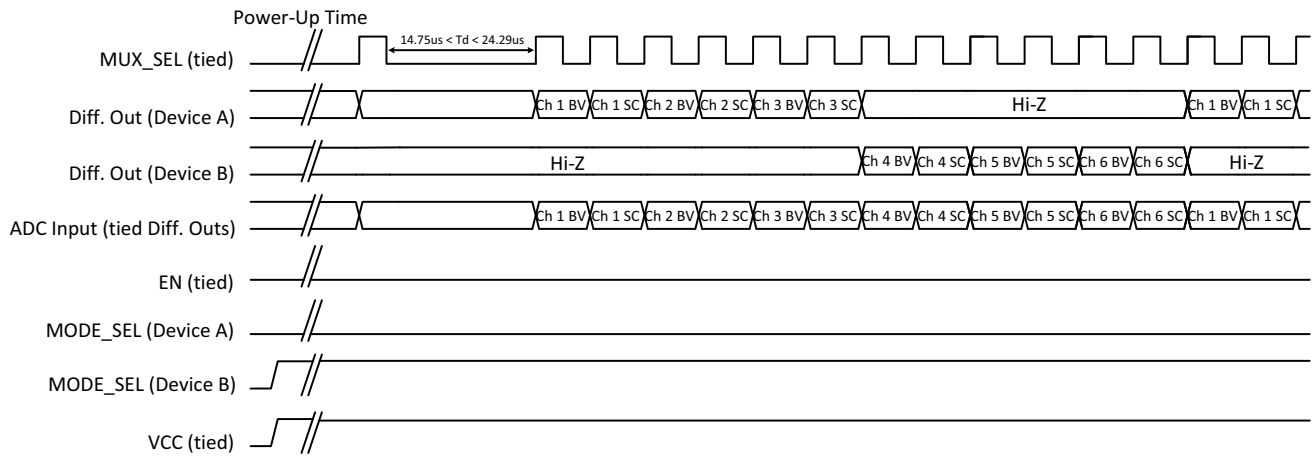 Power-Up Time
MUX_SEL (tied) 14.75us < Td < 24.29us
Diff. Out (Device A) Ch 1 BV Ch 1 SC Ch 2 BV Ch 2 SC Ch 3 BV Ch 3 SC Hi-Z Ch 1 BV Ch 1 SC
Diff. Out (Device B) Hi-Z Ch 4 BV Ch 4 SC Ch 5 BV Ch 5 SC Ch 6 BV Ch 6 SC Hi-Z
ADC Input (tied Diff. Outs) Ch 1 BV Ch 1 SC Ch 2 BV Ch 2 SC Ch 3 BV Ch 3 SC Ch 4 BV Ch 4 SC Ch 5 BV Ch 5 SC Ch 6 BV Ch 6 SC Ch 1 BV Ch 1 SC
EN (tied)
MODE_SEL (Device A)
MODE_SEL (Device B)
VCC (tied)